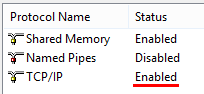 Protocol Name Status
Shared Memory Enabled
Named Pipes Disabled
TCP/IP Enabled